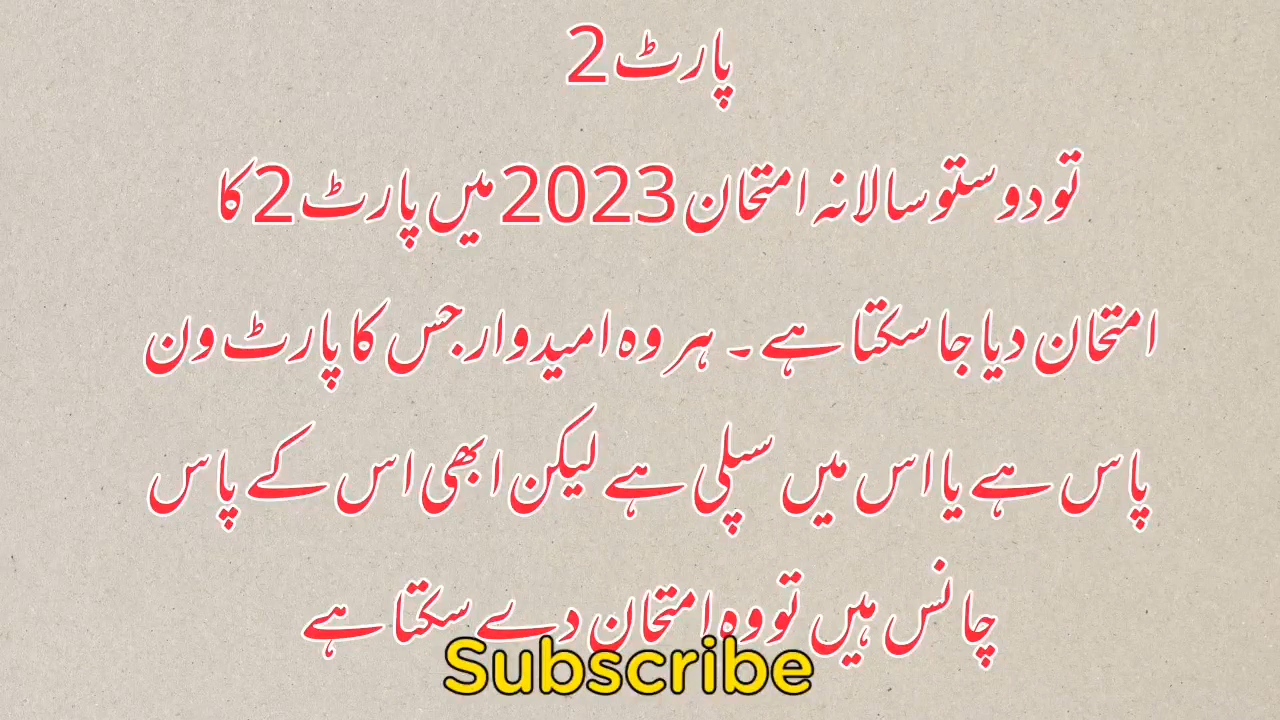 پارٹ 2
تو دوستو سالانہ امتحان 2023 میں پارٹ 2 کا
امتحان دیا جا سکتا ہے ۔ ہر وہ امیدوار جس کا پارٹ ون
پاس ہے یا اس میں سپلی ہے لیکن ابھی اس کے پاس
چانس ہیں تو وہ امتحان دے سکتا ہے
Subscribe